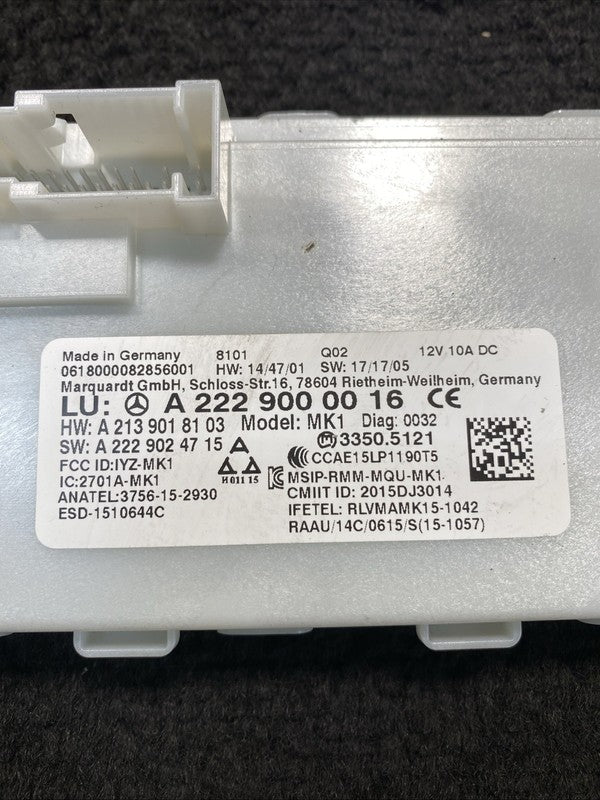 Made in Germany 8101 Q02 12V 10A DC
0618000082856001 HW: 14/47/01 SW: 17/17/05
Marquardt GmbH, Schloss-Str.16, 78604 Rietheim-Weilheim, Germany
LU: A 222 900 00 16 CE
HW: A 213 901 81 03 Model: MK1 Diag: 0032
SW: A 222 902 47 15 A 3350.5121
FCC ID:IYZ-MK1 CCAE15LP1190T5
IC:2701A-MK1 H 011 15 MSIP-RMM-MQU-MK1
ANATEL:3756-15-2930 CMIIT ID: 2015DJ3014
ESD-1510644C IFETEL: RLVMAMK15-1042
RAAU/14C/0615/S(15-1057)